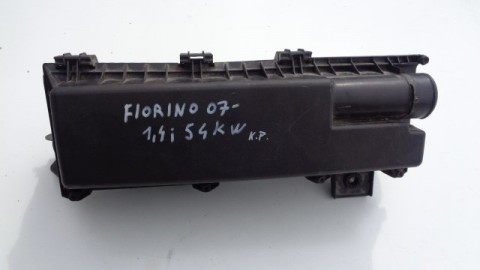 FIORINO 07-
1,4i 54KW K.P.